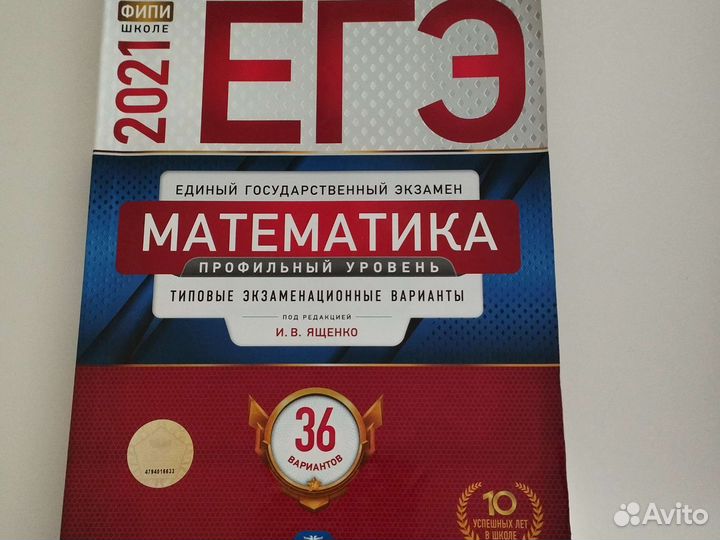 ФИПИ
ШКОЛЕ
2021
ЕГЭ
ЕДИНЫЙ ГОСУДАРСТВЕННЫЙ ЭКЗАМЕН
МАТЕМАТИКА
ПРОФИЛЬНЫЙ УРОВЕНЬ
ТИПОВЫЕ ЭКЗАМЕНАЦИОННЫЕ ВАРИАНТЫ
ПОД РЕДАКЦИЕЙ
И. В. ЯЩЕНКО
36
ВАРИАНТОВ
4794016633
10
УСПЕШНЫХ ЛЕТ
В ШКОЛЕ
Avito